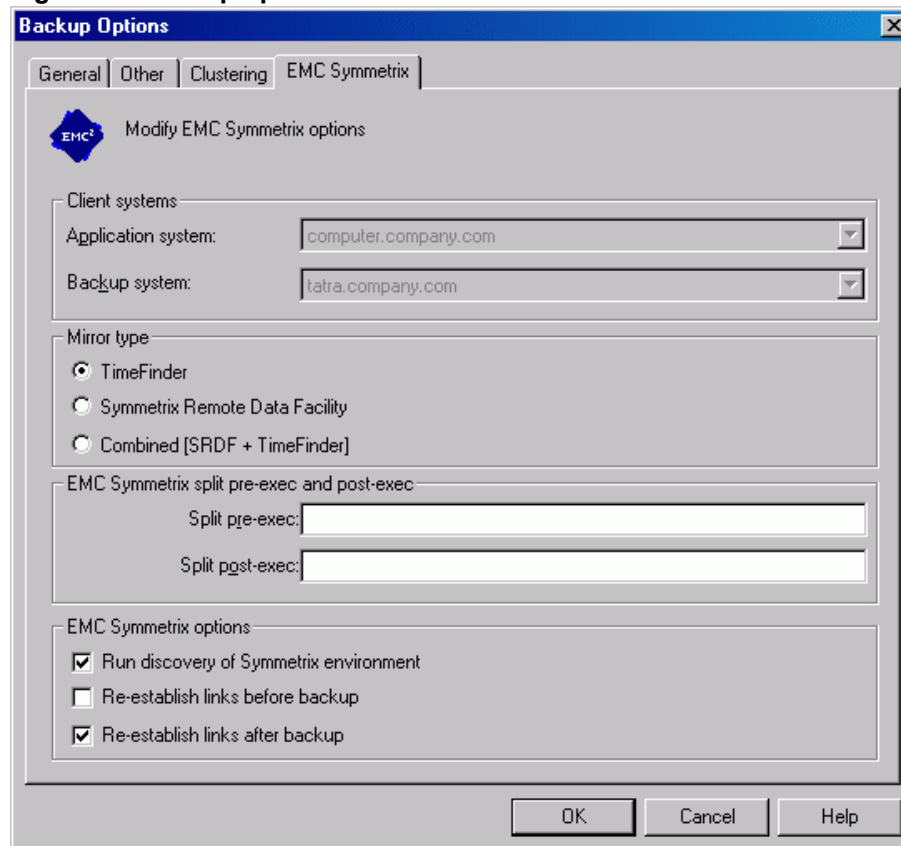 Backup Options
General Other Clustering EMC Symmetrix
EMC²
Modify EMC Symmetrix options
Client systems
Application system: computer.company.com
Backup system: tatra.company.com
Mirror type
TimeFinder
Symmetrix Remote Data Facility
Combined [SRDF + TimeFinder]
EMC Symmetrix split pre-exec and post-exec
Split pre-exec:
Split post-exec:
EMC Symmetrix options
Run discovery of Symmetrix environment
Re-establish links before backup
Re-establish links after backup
OK Cancel Help